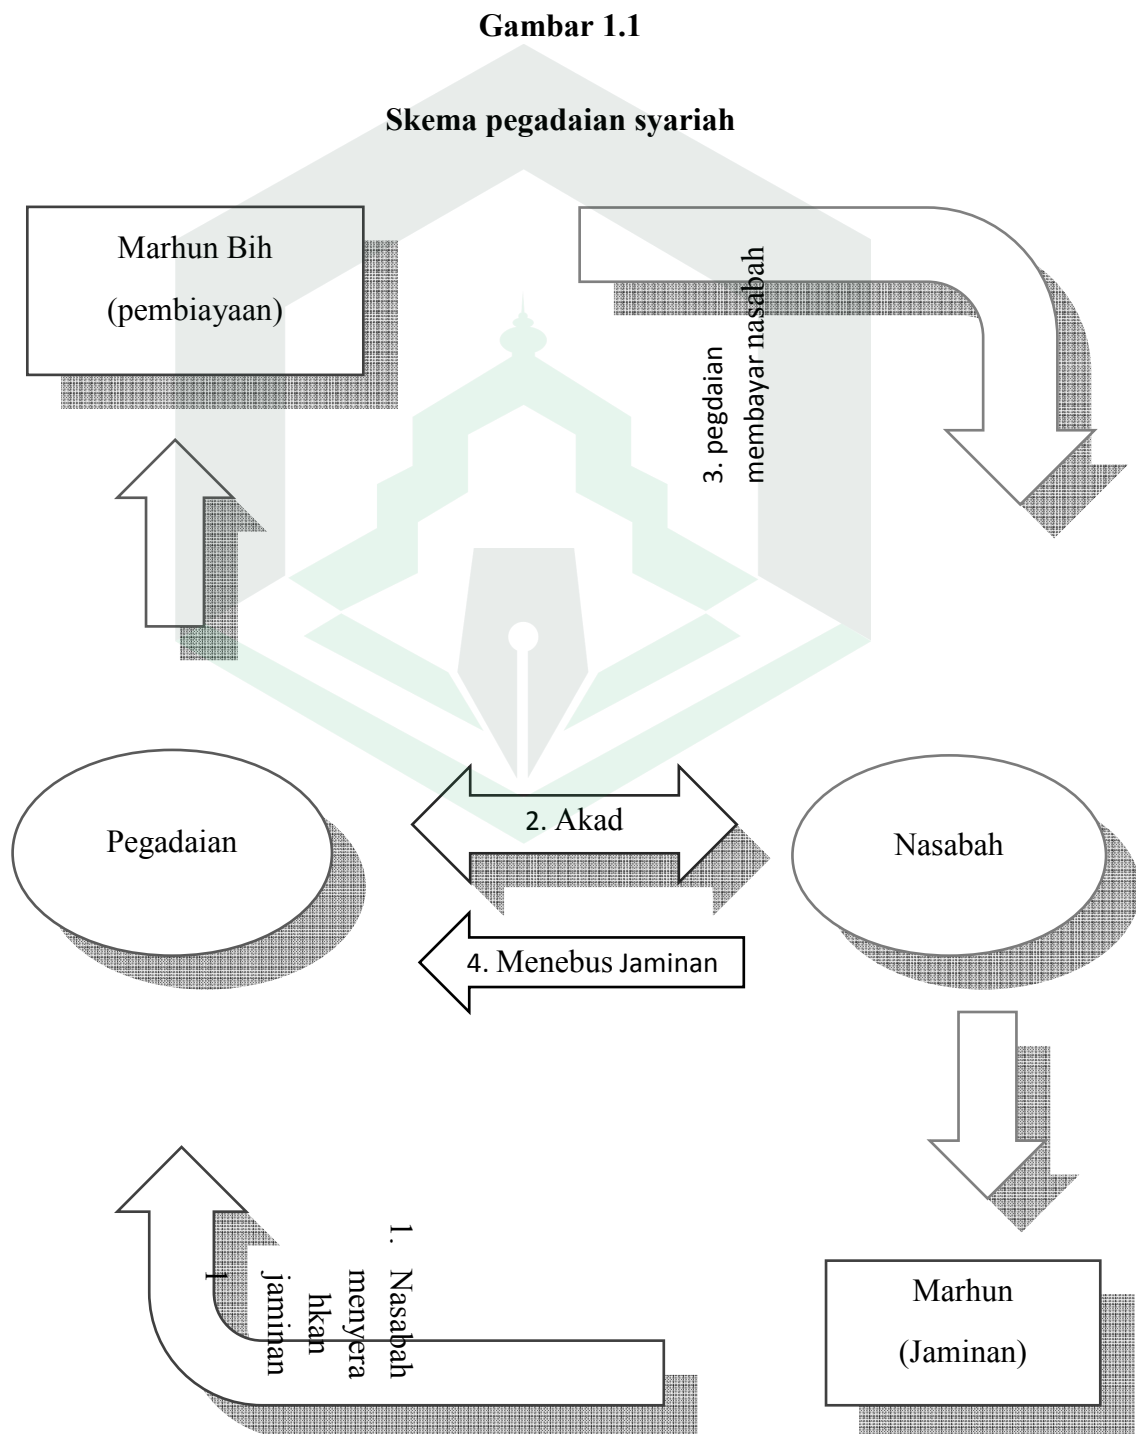 Gambar 1.1
Skema pegadaian syariah
Marhun Bih
(pembiayaan)
3. pegdaian
membayar nasabah
Pegadaian
2. Akad
Nasabah
4. Menebus Jaminan
1. Nasabah
menyera
hkan
jaminan
1
Marhun
(Jaminan)